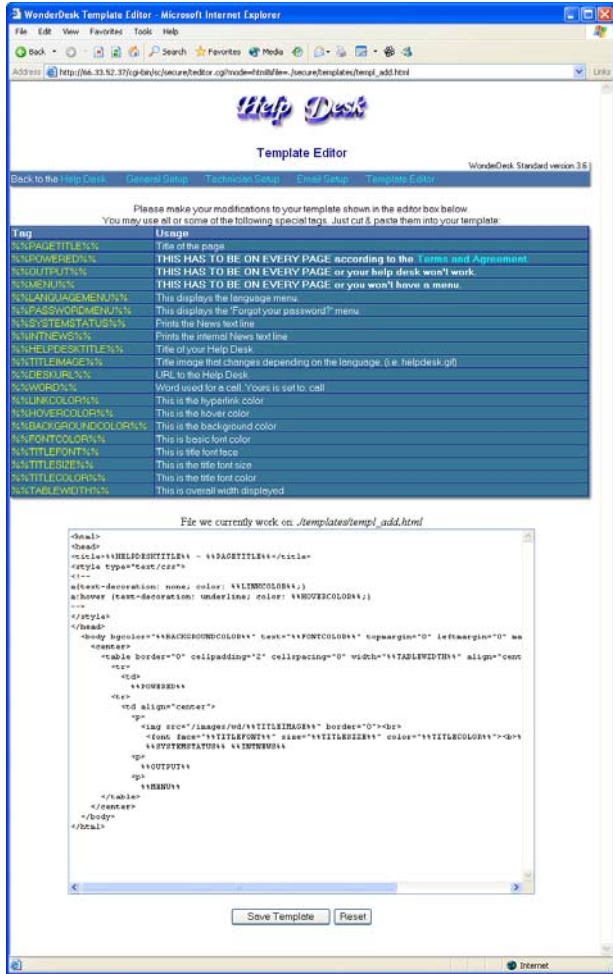 WonderDesk Template Editor - Microsoft Internet Explorer
File Edit View Favorites Tools Help
Back Search Favorites Media
Address http://66.33.52.37/cgi-bin/sc/secure/teditor.cgi?mode=html&file=./secure/templates/templ_add.html Links
Help Desk
Template Editor
WonderDesk Standard version 3.6 |
Back to the Help Desk General Setup Technician Setup Email Setup Template Editor
Please make your modifications to your template shown in the editor box below.
You may use all or some of the following special tags. Just cut & paste them into your template:
Tag Usage
%%PAGETITLE%% Title of the page
%%POWERED%% THIS HAS TO BE ON EVERY PAGE according to the Terms and Agreement
%%OUTPUT%% THIS HAS TO BE ON EVERY PAGE or your help desk won't work.
%%MENU%% THIS HAS TO BE ON EVERY PAGE or you won't have a menu.
%%LANGUAGEMENU%% This displays the language menu.
%%PASSWORDMENU%% This displays the 'Forgot your password?' menu.
%%SYSTEMSTATUS%% Prints the News text line
%%INTNEWS%% Prints the internal News text line
%%HELPDESKTITLE%% Title of your Help Desk
%%TITLEIMAGE%% Title image that changes depending on the language. (i.e. helpdesk.gif)
%%DESKURL%% URL to the Help Desk
%%WORD%% Word used for a call. Yours is set to: call
%%LINKCOLOR%% This is the hyperlink color
%%HOVERCOLOR%% This is the hover color
%%BACKGROUNDCOLOR%% This is the background color
%%FONTCOLOR%% This is basic font color
%%TITLEFONT%% This is title font face
%%TITLESIZE%% This is the title font size
%%TITLECOLOR%% This is the title font color
%%TABLEWIDTH%% This is overall width displayed
File we currently work on: ./templates/templ_add.html
<html>
<head>
<title>%%HELPDESKTITLE%% - %%PAGETITLE%%</title>
<style type="text/css">
<!--
a{text-decoration: none; color: %%LINKCOLOR%%;}
a:hover {text-decoration: underline; color: %%HOVERCOLOR%%;}
-->
</style>
</head>
<body bgcolor="%%BACKGROUNDCOLOR%%" text="%%FONTCOLOR%%" topmargin="0" leftmargin="0" ma
<center>
<table border="0" cellpadding="2" cellspacing="0" width="%%TABLEWIDTH%%" align="cent
<tr>
<td>
%%POWERED%%
<tr>
<td align="center">
<p>
<img src="/images/wd/%%TITLEIMAGE%%" border="0"><br>
<font face="%%TITLEFONT%%" size="%%TITLESIZE%%" color="%%TITLECOLOR%%"><b>%
%%SYSTEMSTATUS%% %%INTNEWS%%
<p>
%%OUTPUT%%
<p>
%%MENU%%
</table>
</center>
</body>
</html>
Save Template Reset
Internet